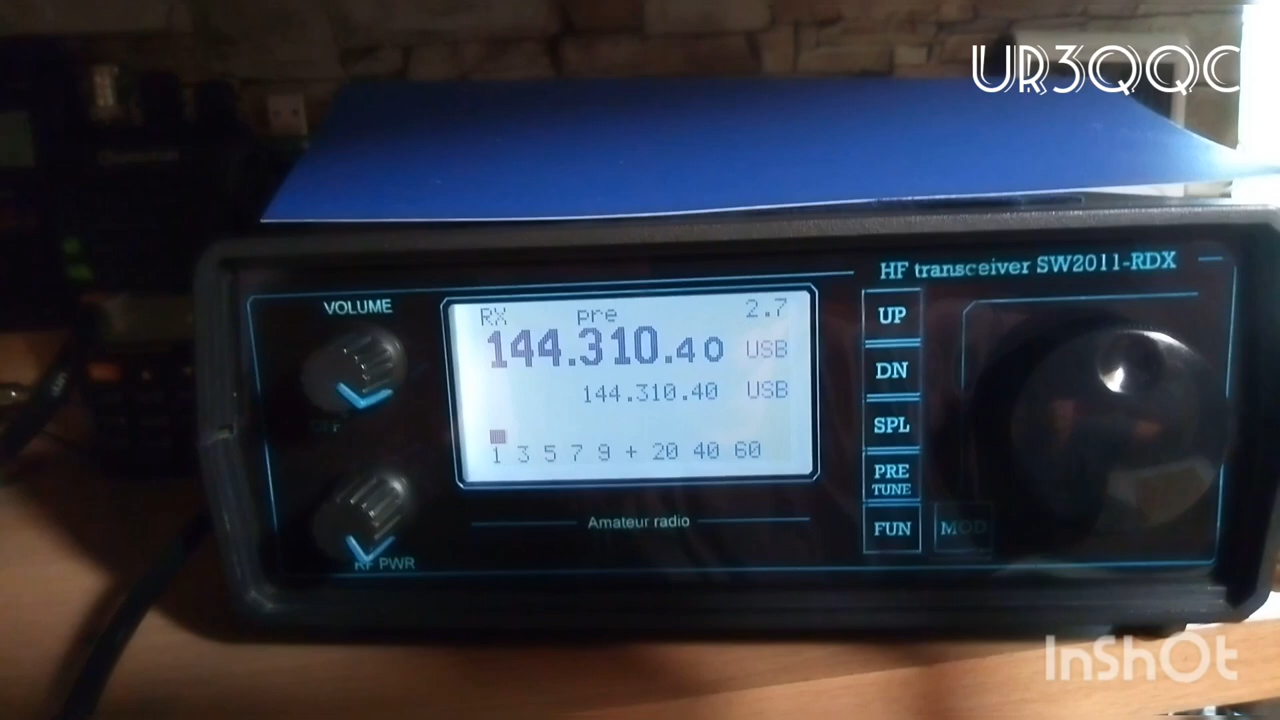 UR3QQC
HF transceiver SW2011-RDX
VOLUME
RX pre 2.7
144.310.40 USB
144.310.40 USB
1 3 5 7 9 + 20 40 60
UP
DN
SPL
PRE
TUNE
FUN
MOD
Amateur radio
RF PWR
InShOt